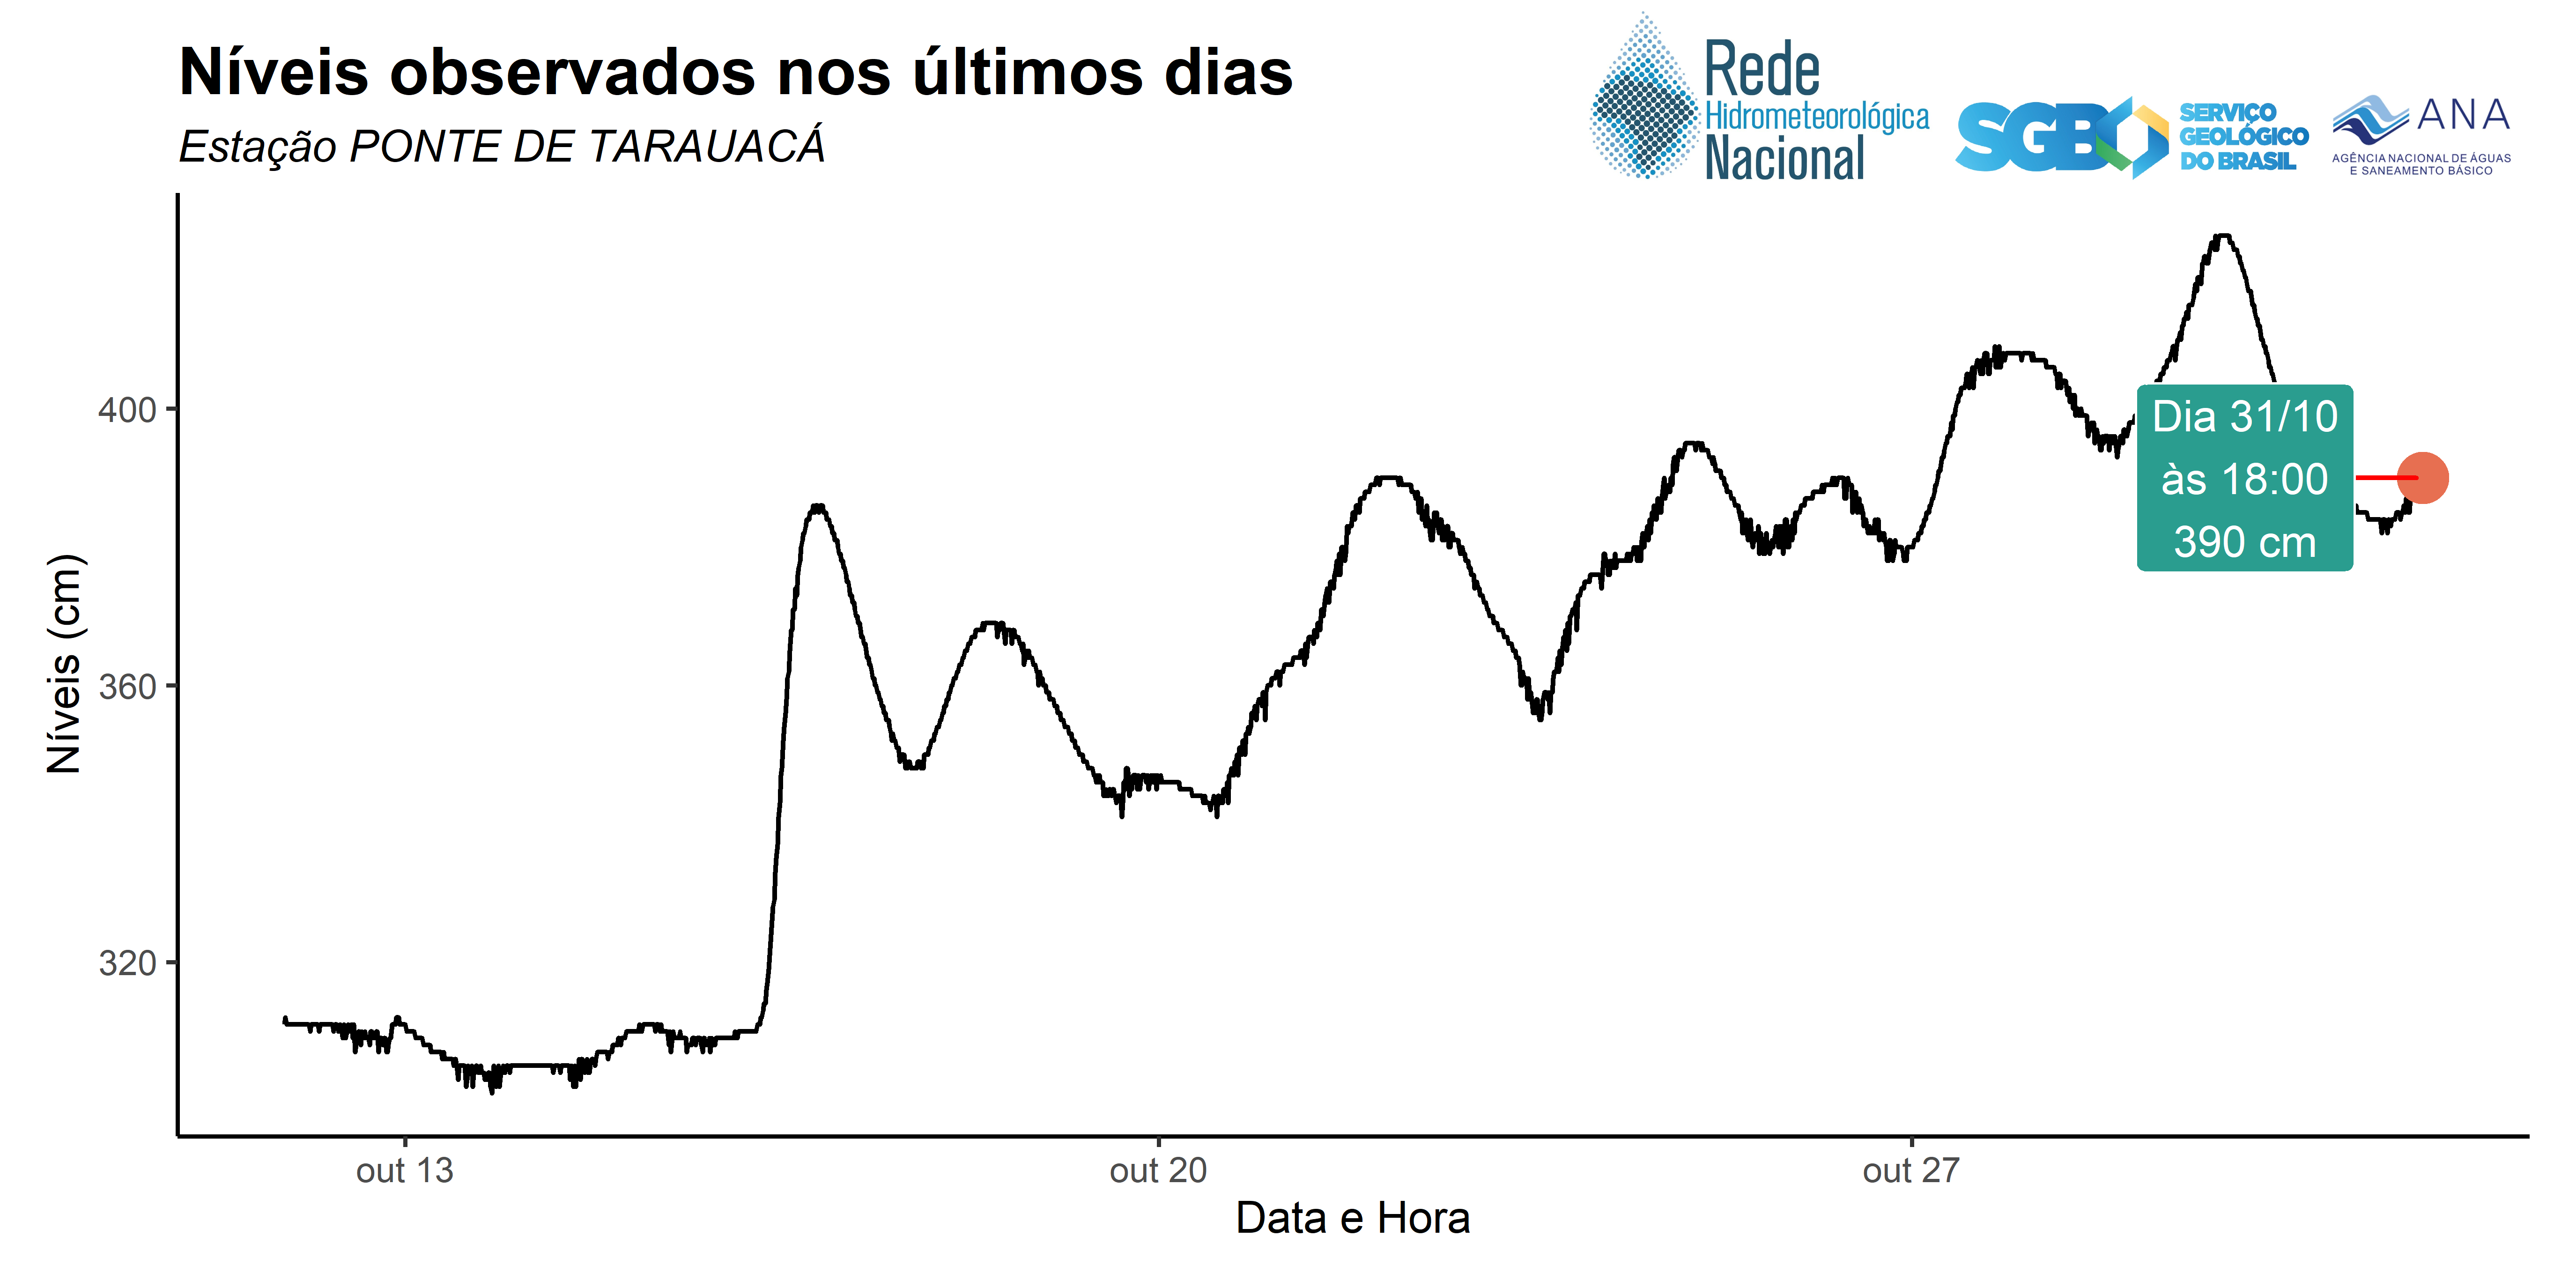 Níveis observados nos últimos dias
Estação PONTE DE TARAUACÁ
Rede
Hidrometeorológica
Nacional
SGB
SERVIÇO
GEOLÓGICO
DO BRASIL
ANA
AGÊNCIA NACIONAL DE ÁGUAS
E SANEAMENTO BÁSICO
Níveis (cm)
400
360
320
Dia 31/10
às 18:00
390 cm
out 13
out 20
out 27
Data e Hora